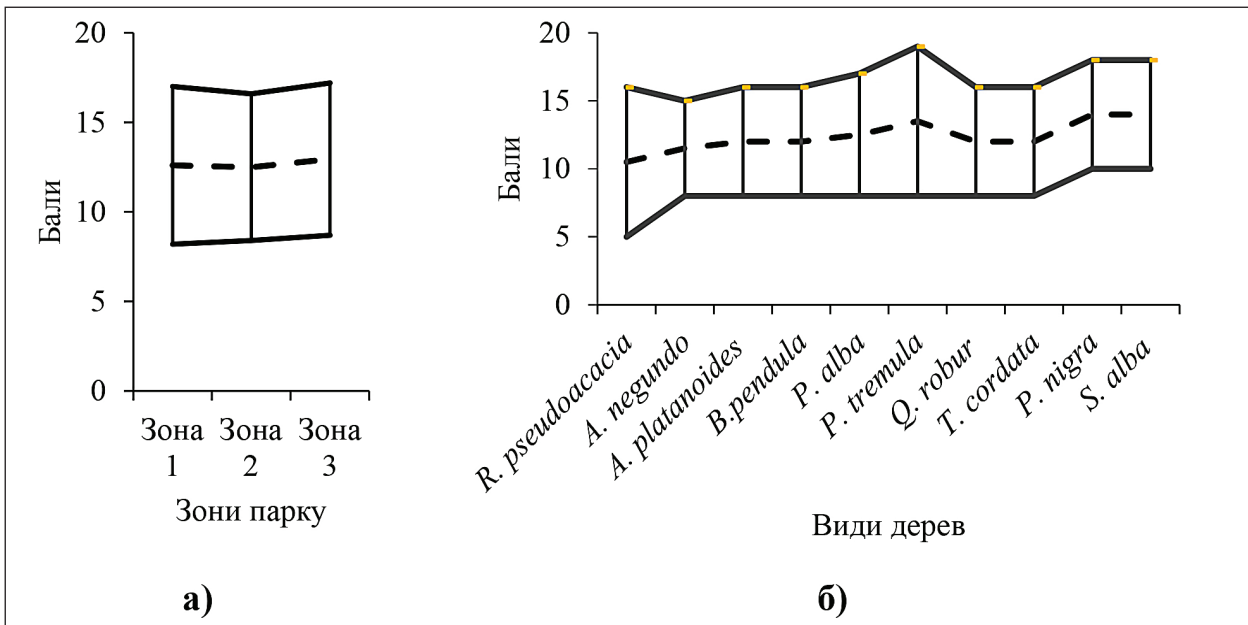 20
15
10
5
0
Бали
Зона 1
Зона 2
Зона 3
Зони парку
а)
20
15
10
5
0
Бали
R. pseudoacacia
A. negundo
A. platanoides
B.pendula
P. alba
P. tremula
Q. robur
T. cordata
P. nigra
S. alba
Види дерев
б)